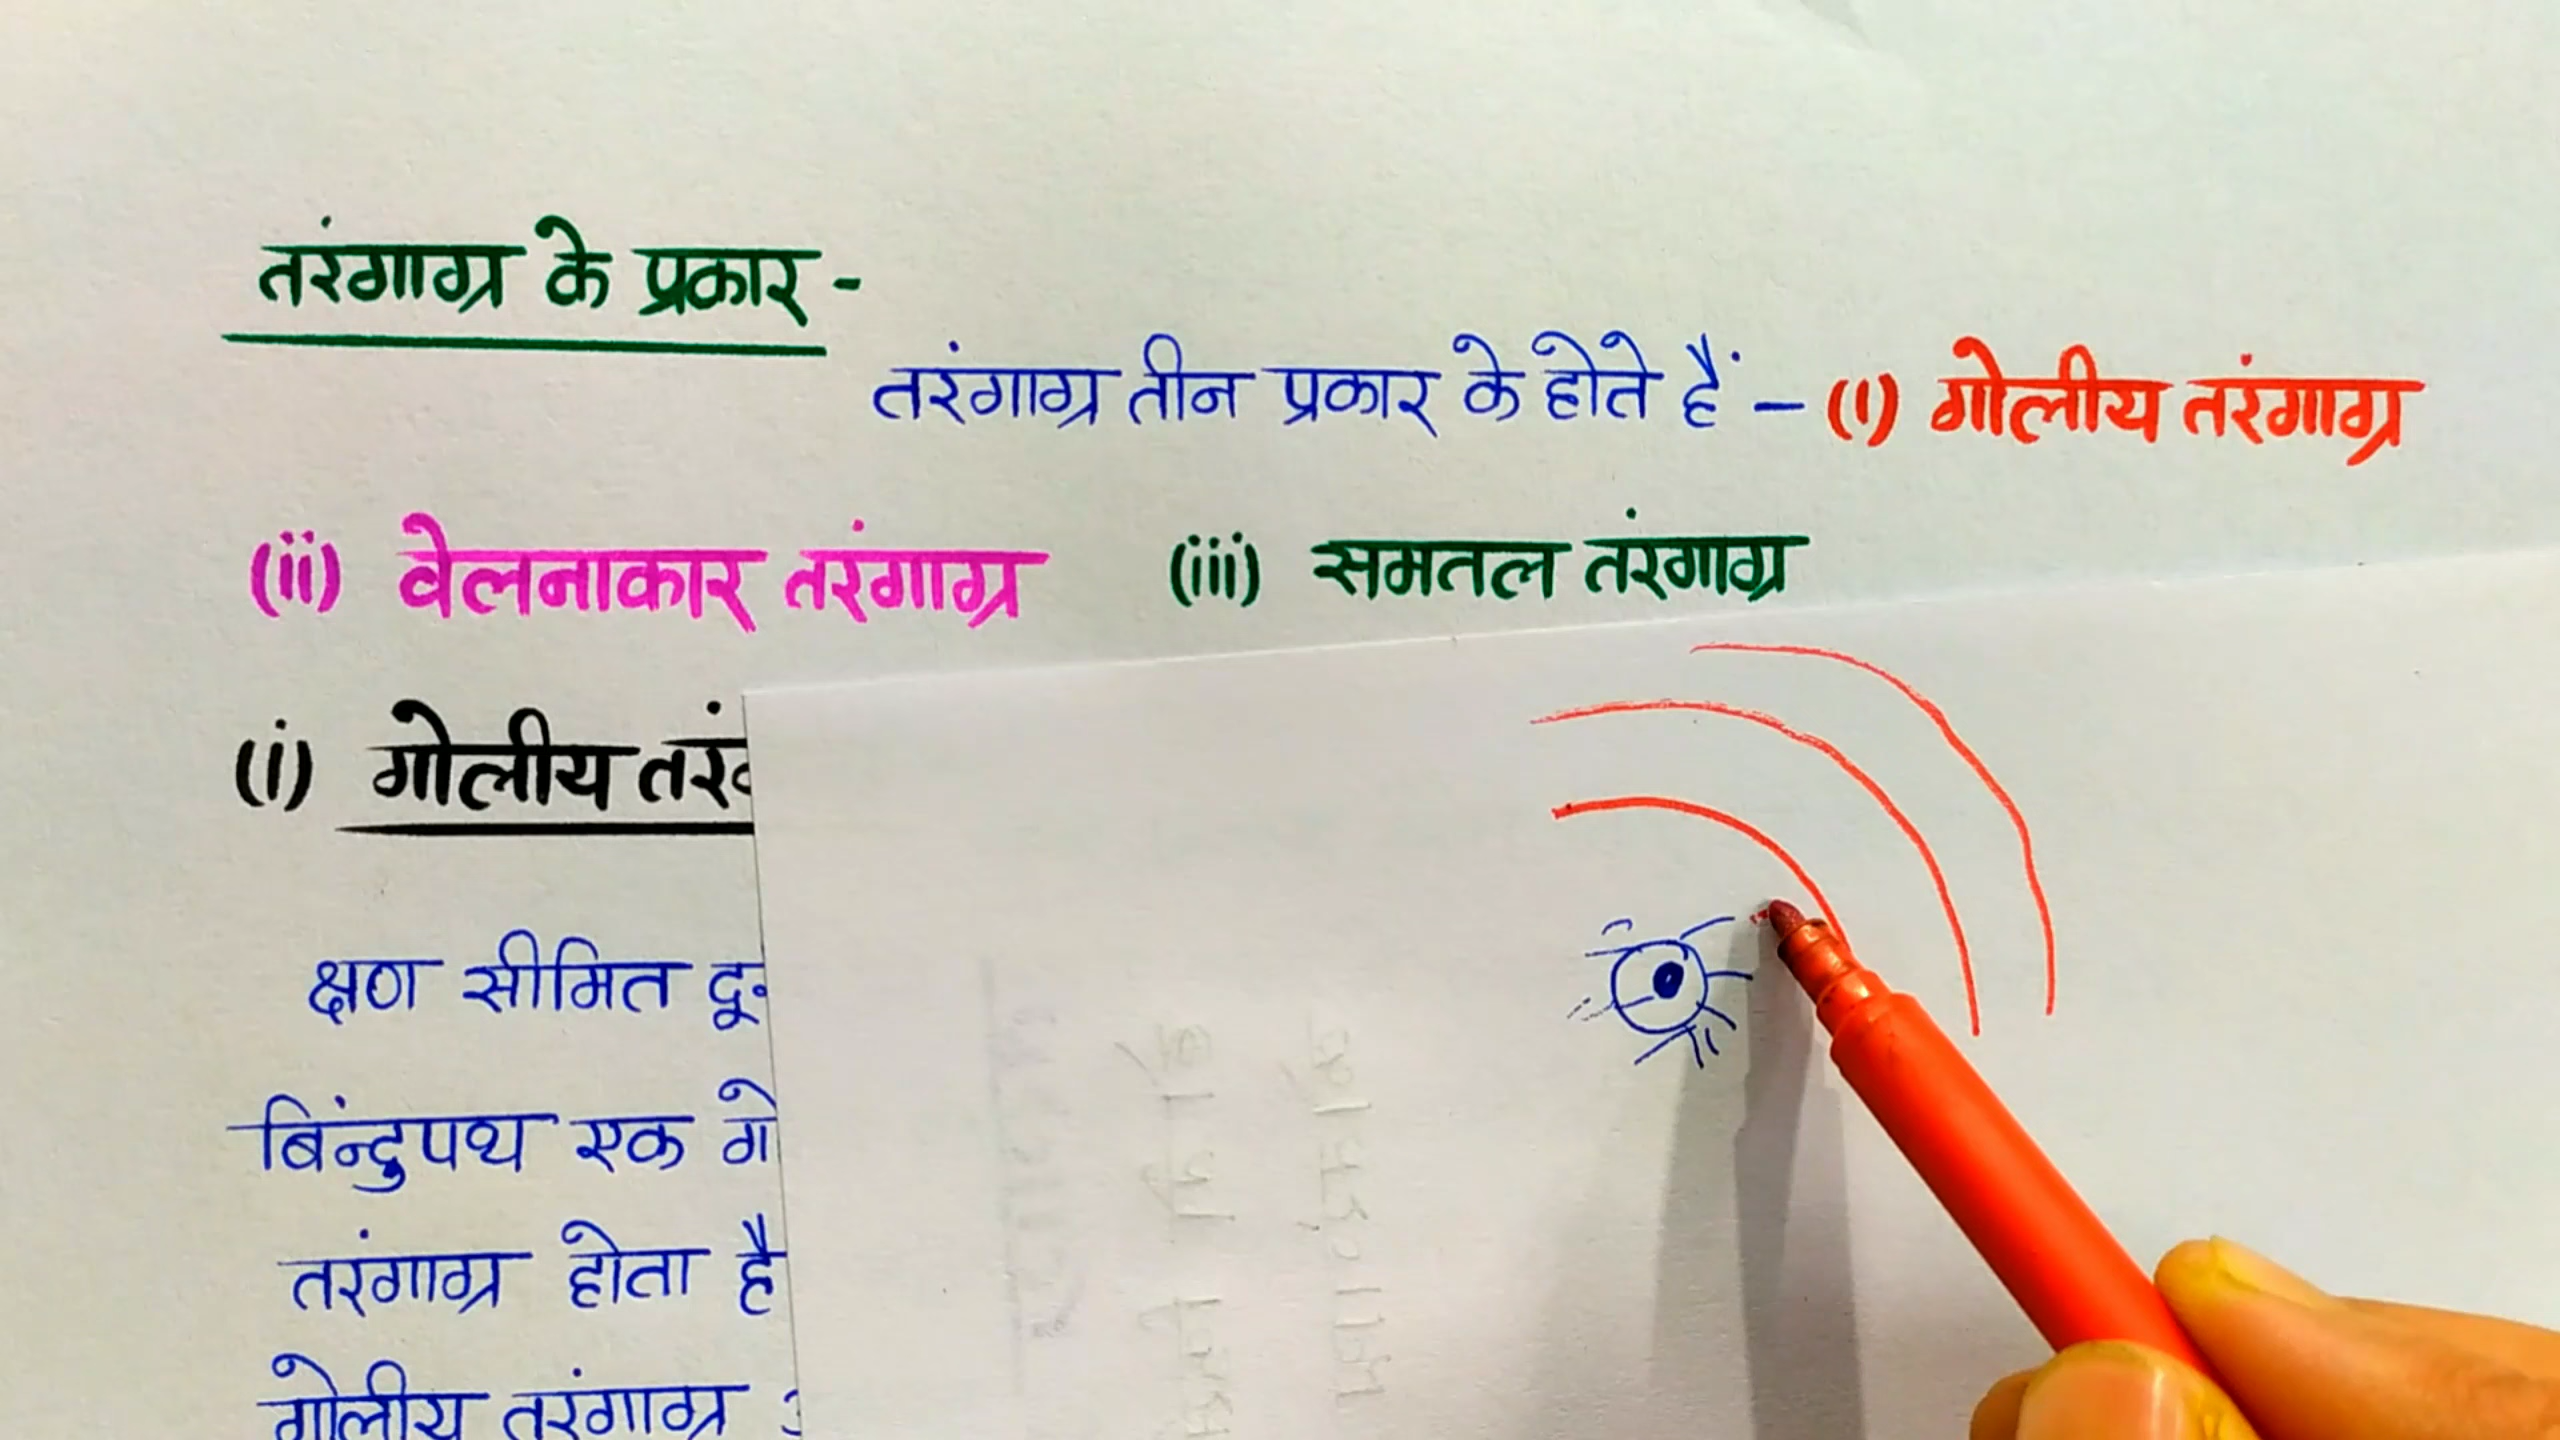 तरंगाग्र के प्रकार -
तरंगाग्र तीन प्रकार के होते हैं – (i) गोलीय तरंगाग्र
(ii) वेलनाकार तरंगाग्र (iii) समतल तरंगाग्र
(i) गोलीय
क्षण सीमित
बिंन्दुपथ एक
तरंगाग्र होता है
गोलीय तरंगाग्र